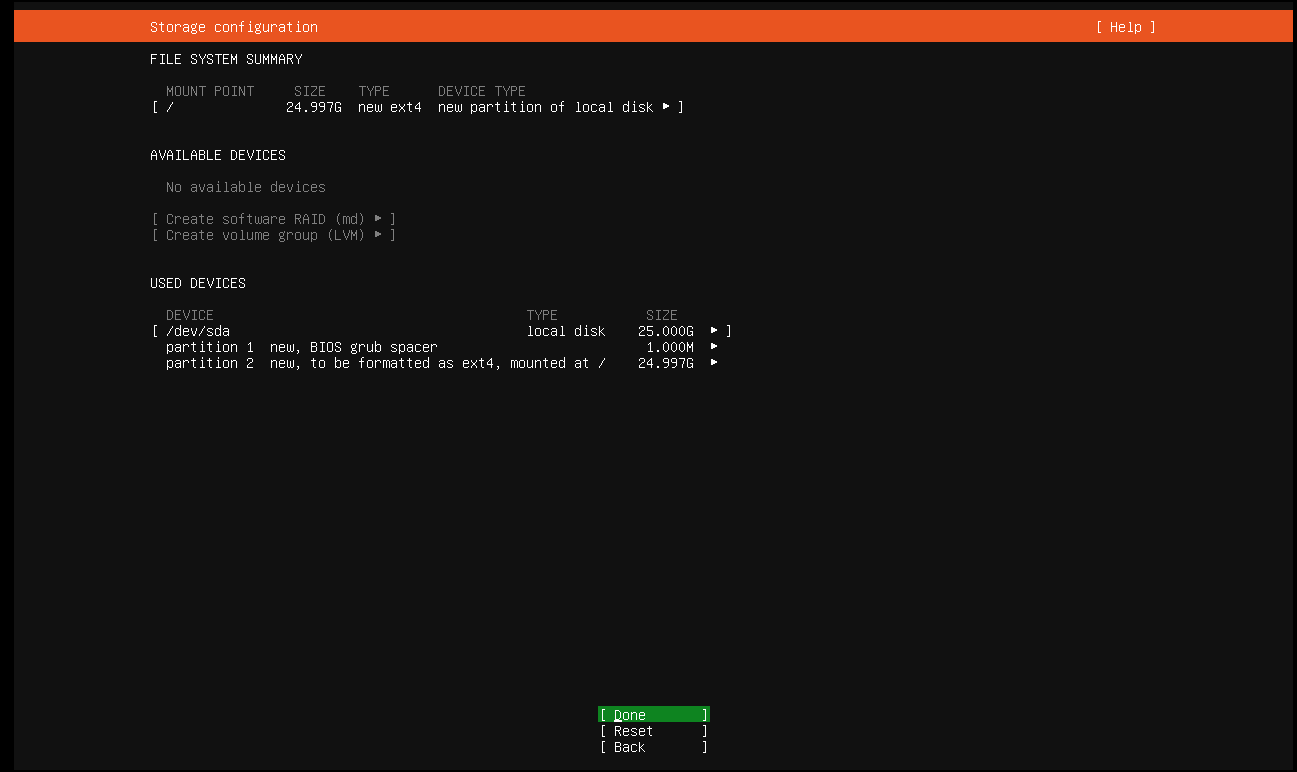 Storage configuration [ Help ]
FILE SYSTEM SUMMARY
MOUNT POINT SIZE TYPE DEVICE TYPE
[ / 24.997G new ext4 new partition of local disk ▸ ]
AVAILABLE DEVICES
No available devices
[ Create software RAID (md) ▸ ]
[ Create volume group (LVM) ▸ ]
USED DEVICES
DEVICE TYPE SIZE
[ /dev/sda local disk 25.000G ▸ ]
partition 1 new, BIOS grub spacer 1.000M ▸
partition 2 new, to be formatted as ext4, mounted at / 24.997G ▸
[ Done ]
[ Reset ]
[ Back ]